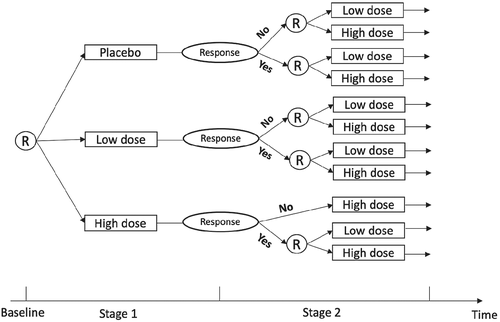 Low dose
No
R
High dose
Placebo
Response
Low dose
Yes
R
High dose
Low dose
No
R
High dose
R
Low dose
Response
Low dose
Yes
R
High dose
No
High dose
High dose
Response
Low dose
Yes
R
High dose
Baseline
Stage 1
Stage 2
Time